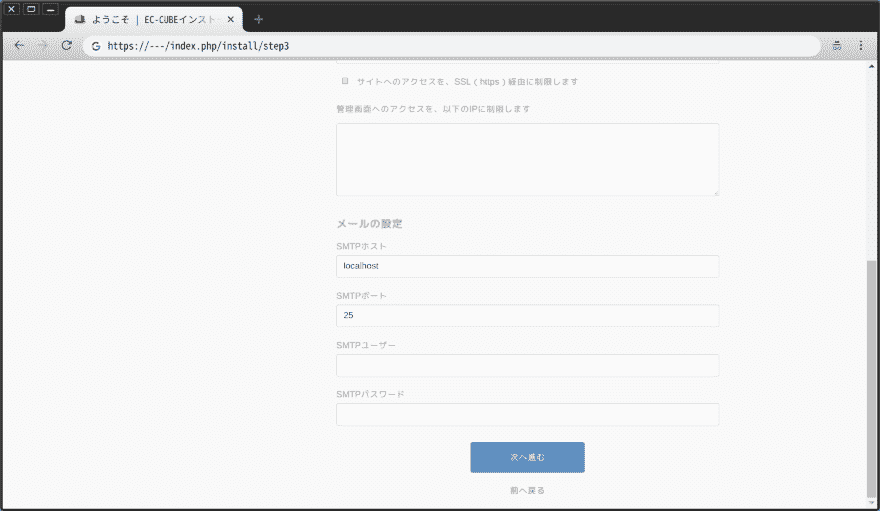 ようこそ | EC-CUBEインスト
https://---/index.php/install/step3
サイトへのアクセスを、SSL（https）経由に制限します
管理画面へのアクセスを、以下のIPに制限します
メールの設定
SMTPホスト
localhost
SMTPポート
25
SMTPユーザー
SMTPパスワード
次へ進む
前へ戻る